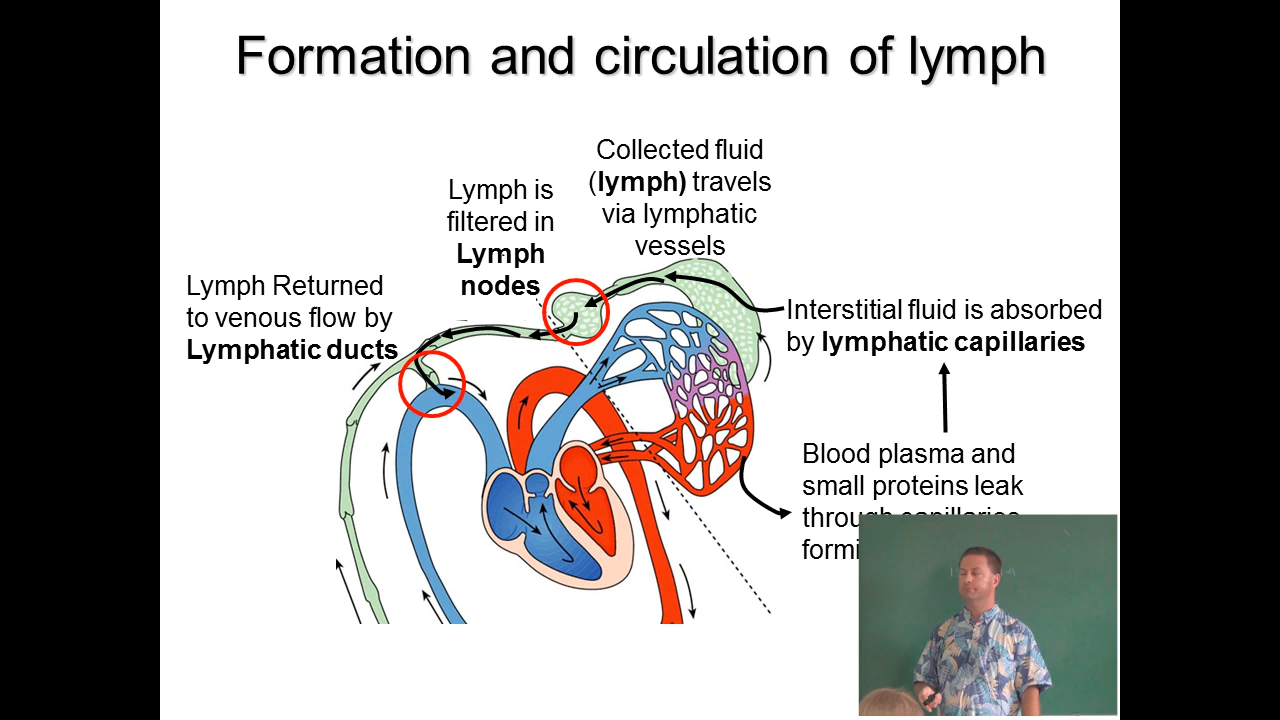 Formation and circulation of lymph
Collected fluid
(lymph) travels
via lymphatic
vessels
Lymph is
filtered in
Lymph
nodes
Lymph Returned
to venous flow by
Lymphatic ducts
Interstitial fluid is absorbed
by lymphatic capillaries
Blood plasma and
small proteins leak
through capillaries